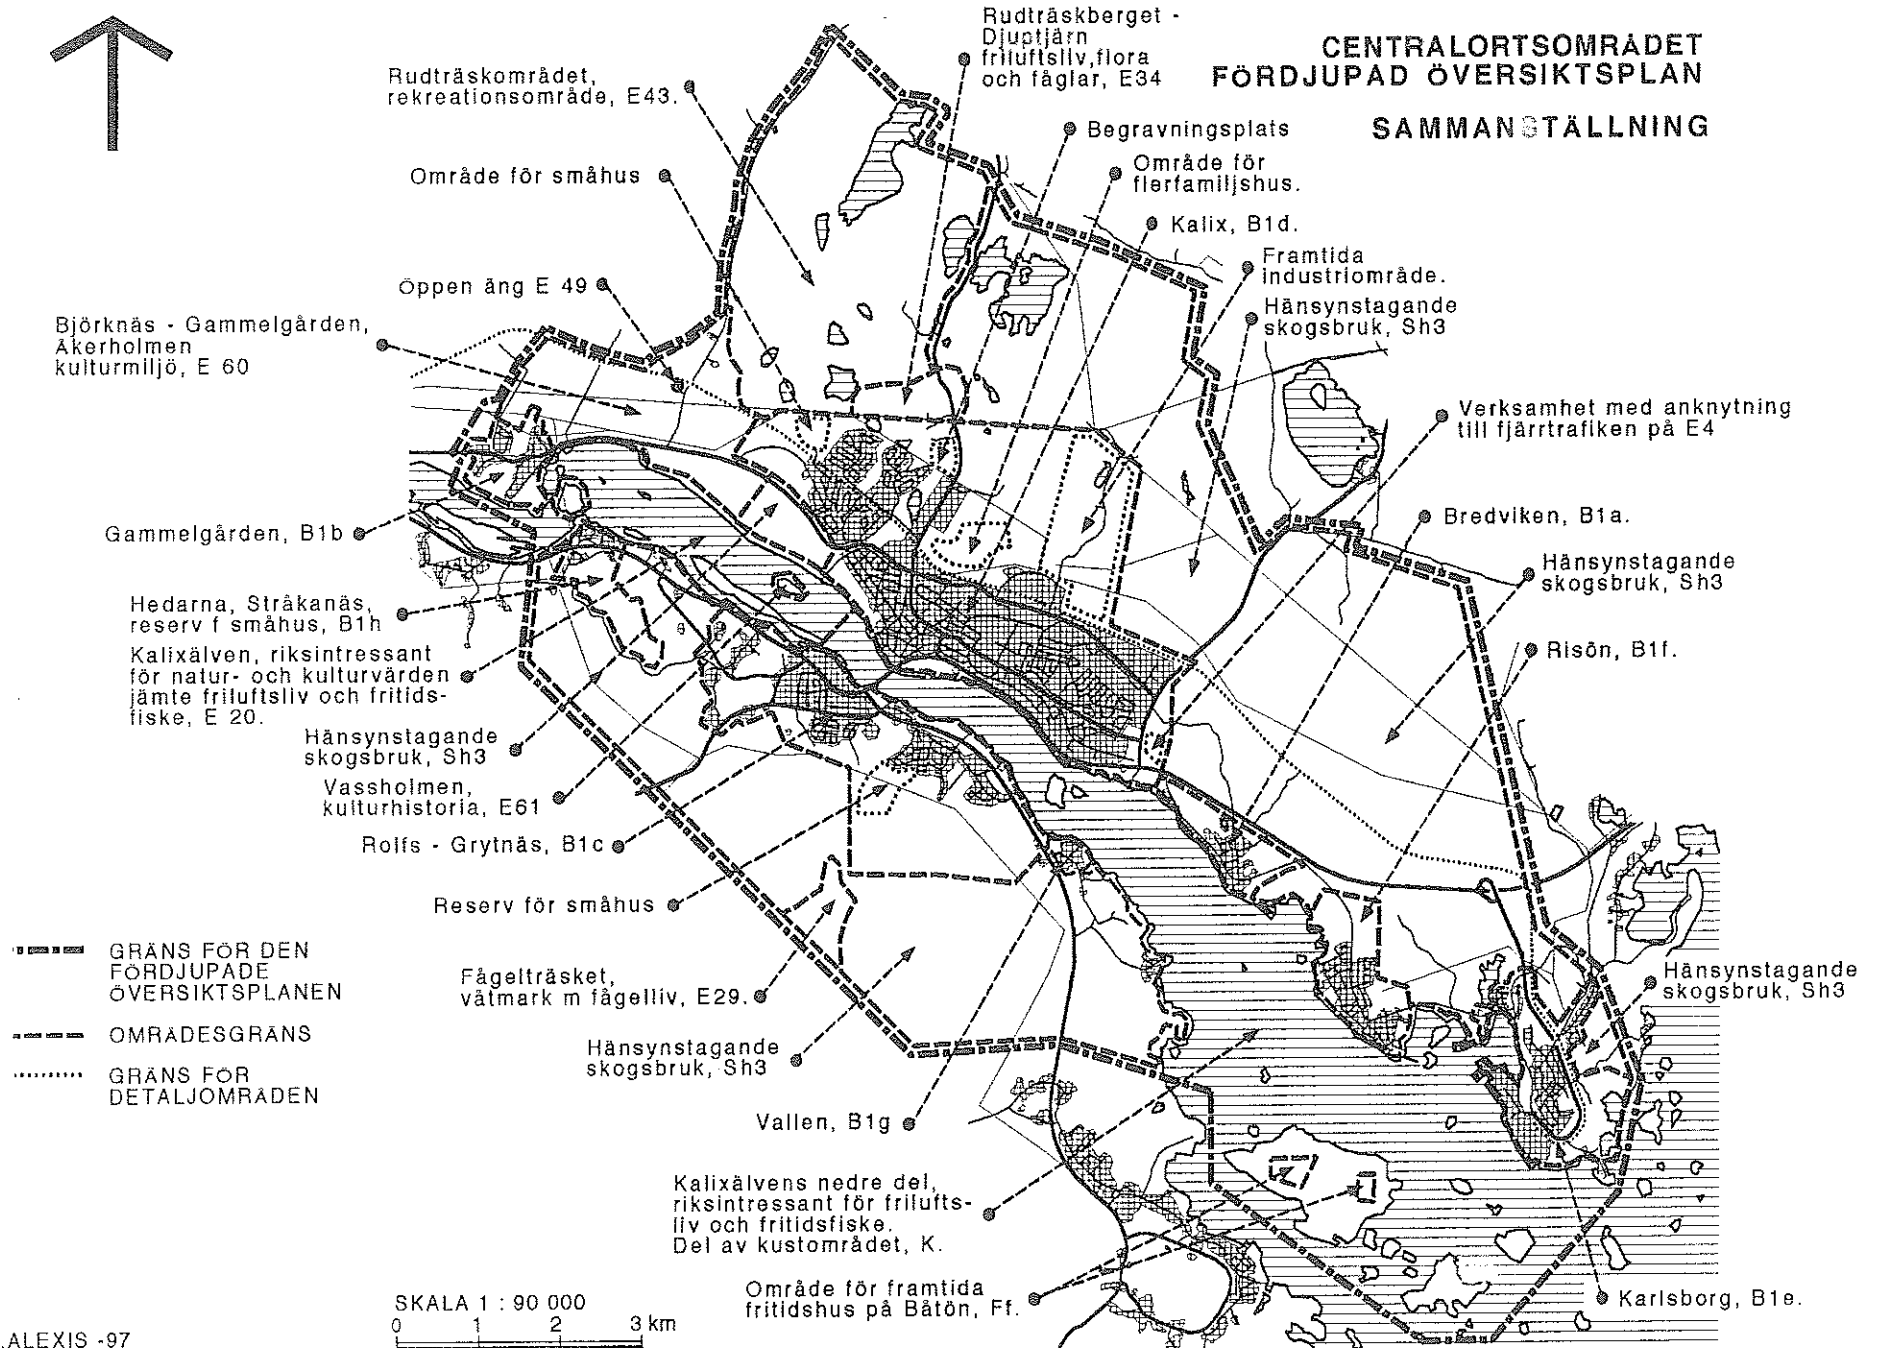 CENTRALORTSOMRÅDET
FÖRDJUPAD ÖVERSIKTSPLAN
SAMMANSTÄLLNING
Rudträskberget -
Djuptjärn
friluftsliv,flora
och fåglar, E34
Rudträskområdet,
rekreationsområde, E43.
Begravningsplats
Område för
flerfamiljshus.
Område för småhus
Kalix, B1d.
Framtida
industriområde.
Öppen äng E 49
Hänsynstagande
skogsbruk, Sh3
Björknäs - Gammelgården,
Åkerholmen
kulturmiljö, E 60
Verksamhet med anknytning
till fjärrtrafiken på E4
Gammelgården, B1b
Bredviken, B1a.
Hänsynstagande
skogsbruk, Sh3
Hedarna, Stråkanäs,
reserv f småhus, B1h
Risön, B1f.
Kalixälven, riksintressant
för natur- och kulturvården
jämte friluftsliv och fritids-
fiske, E 20.
Hänsynstagande
skogsbruk, Sh3
Vassholmen,
kulturhistoria, E61
Rolfs - Grytnäs, B1c
Reserv för småhus
GRÄNS FÖR DEN
FÖRDJUPADE
ÖVERSIKTSPLANEN
OMRÅDESGRÄNS
GRÄNS FÖR
DETALJOMRÅDEN
Fågelträsket,
våtmark m fågelliv, E29.
Hänsynstagande
skogsbruk, Sh3
Hänsynstagande
skogsbruk, Sh3
Vallen, B1g
Kalixälvens nedre del,
riksintressant för frilufts-
liv och fritidsfiske.
Del av kustområdet, K.
Område för framtida
fritidshus på Båtön, Ff.
Karlsborg, B1e.
SKALA 1 : 90 000
0 1 2 3 km
.ALEXIS -97